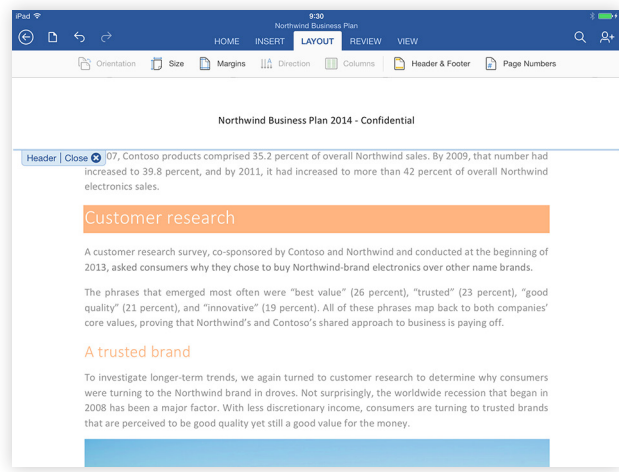 iPad 9:30
Northwind Business Plan
HOME INSERT LAYOUT REVIEW VIEW
Orientation Size Margins Direction Columns Header & Footer Page Numbers
Northwind Business Plan 2014 - Confidential
Header | Close
07, Contoso products comprised 35.2 percent of overall Northwind sales. By 2009, that number had
increased to 39.8 percent, and by 2011, it had increased to more than 42 percent of overall Northwind
electronics sales.
Customer research
A customer research survey, co-sponsored by Contoso and Northwind and conducted at the beginning of
2013, asked consumers why they chose to buy Northwind-brand electronics over other name brands.
The phrases that emerged most often were “best value” (26 percent), “trusted” (23 percent), “good
quality” (21 percent), and “innovative” (19 percent). All of these phrases map back to both companies’
core values, proving that Northwind’s and Contoso’s shared approach to business is paying off.
A trusted brand
To investigate longer-term trends, we again turned to customer research to determine why consumers
were turning to the Northwind brand in droves. Not surprisingly, the worldwide recession that began in
2008 has been a major factor. With less discretionary income, consumers are turning to trusted brands
that are perceived to be good quality yet still a good value for the money.